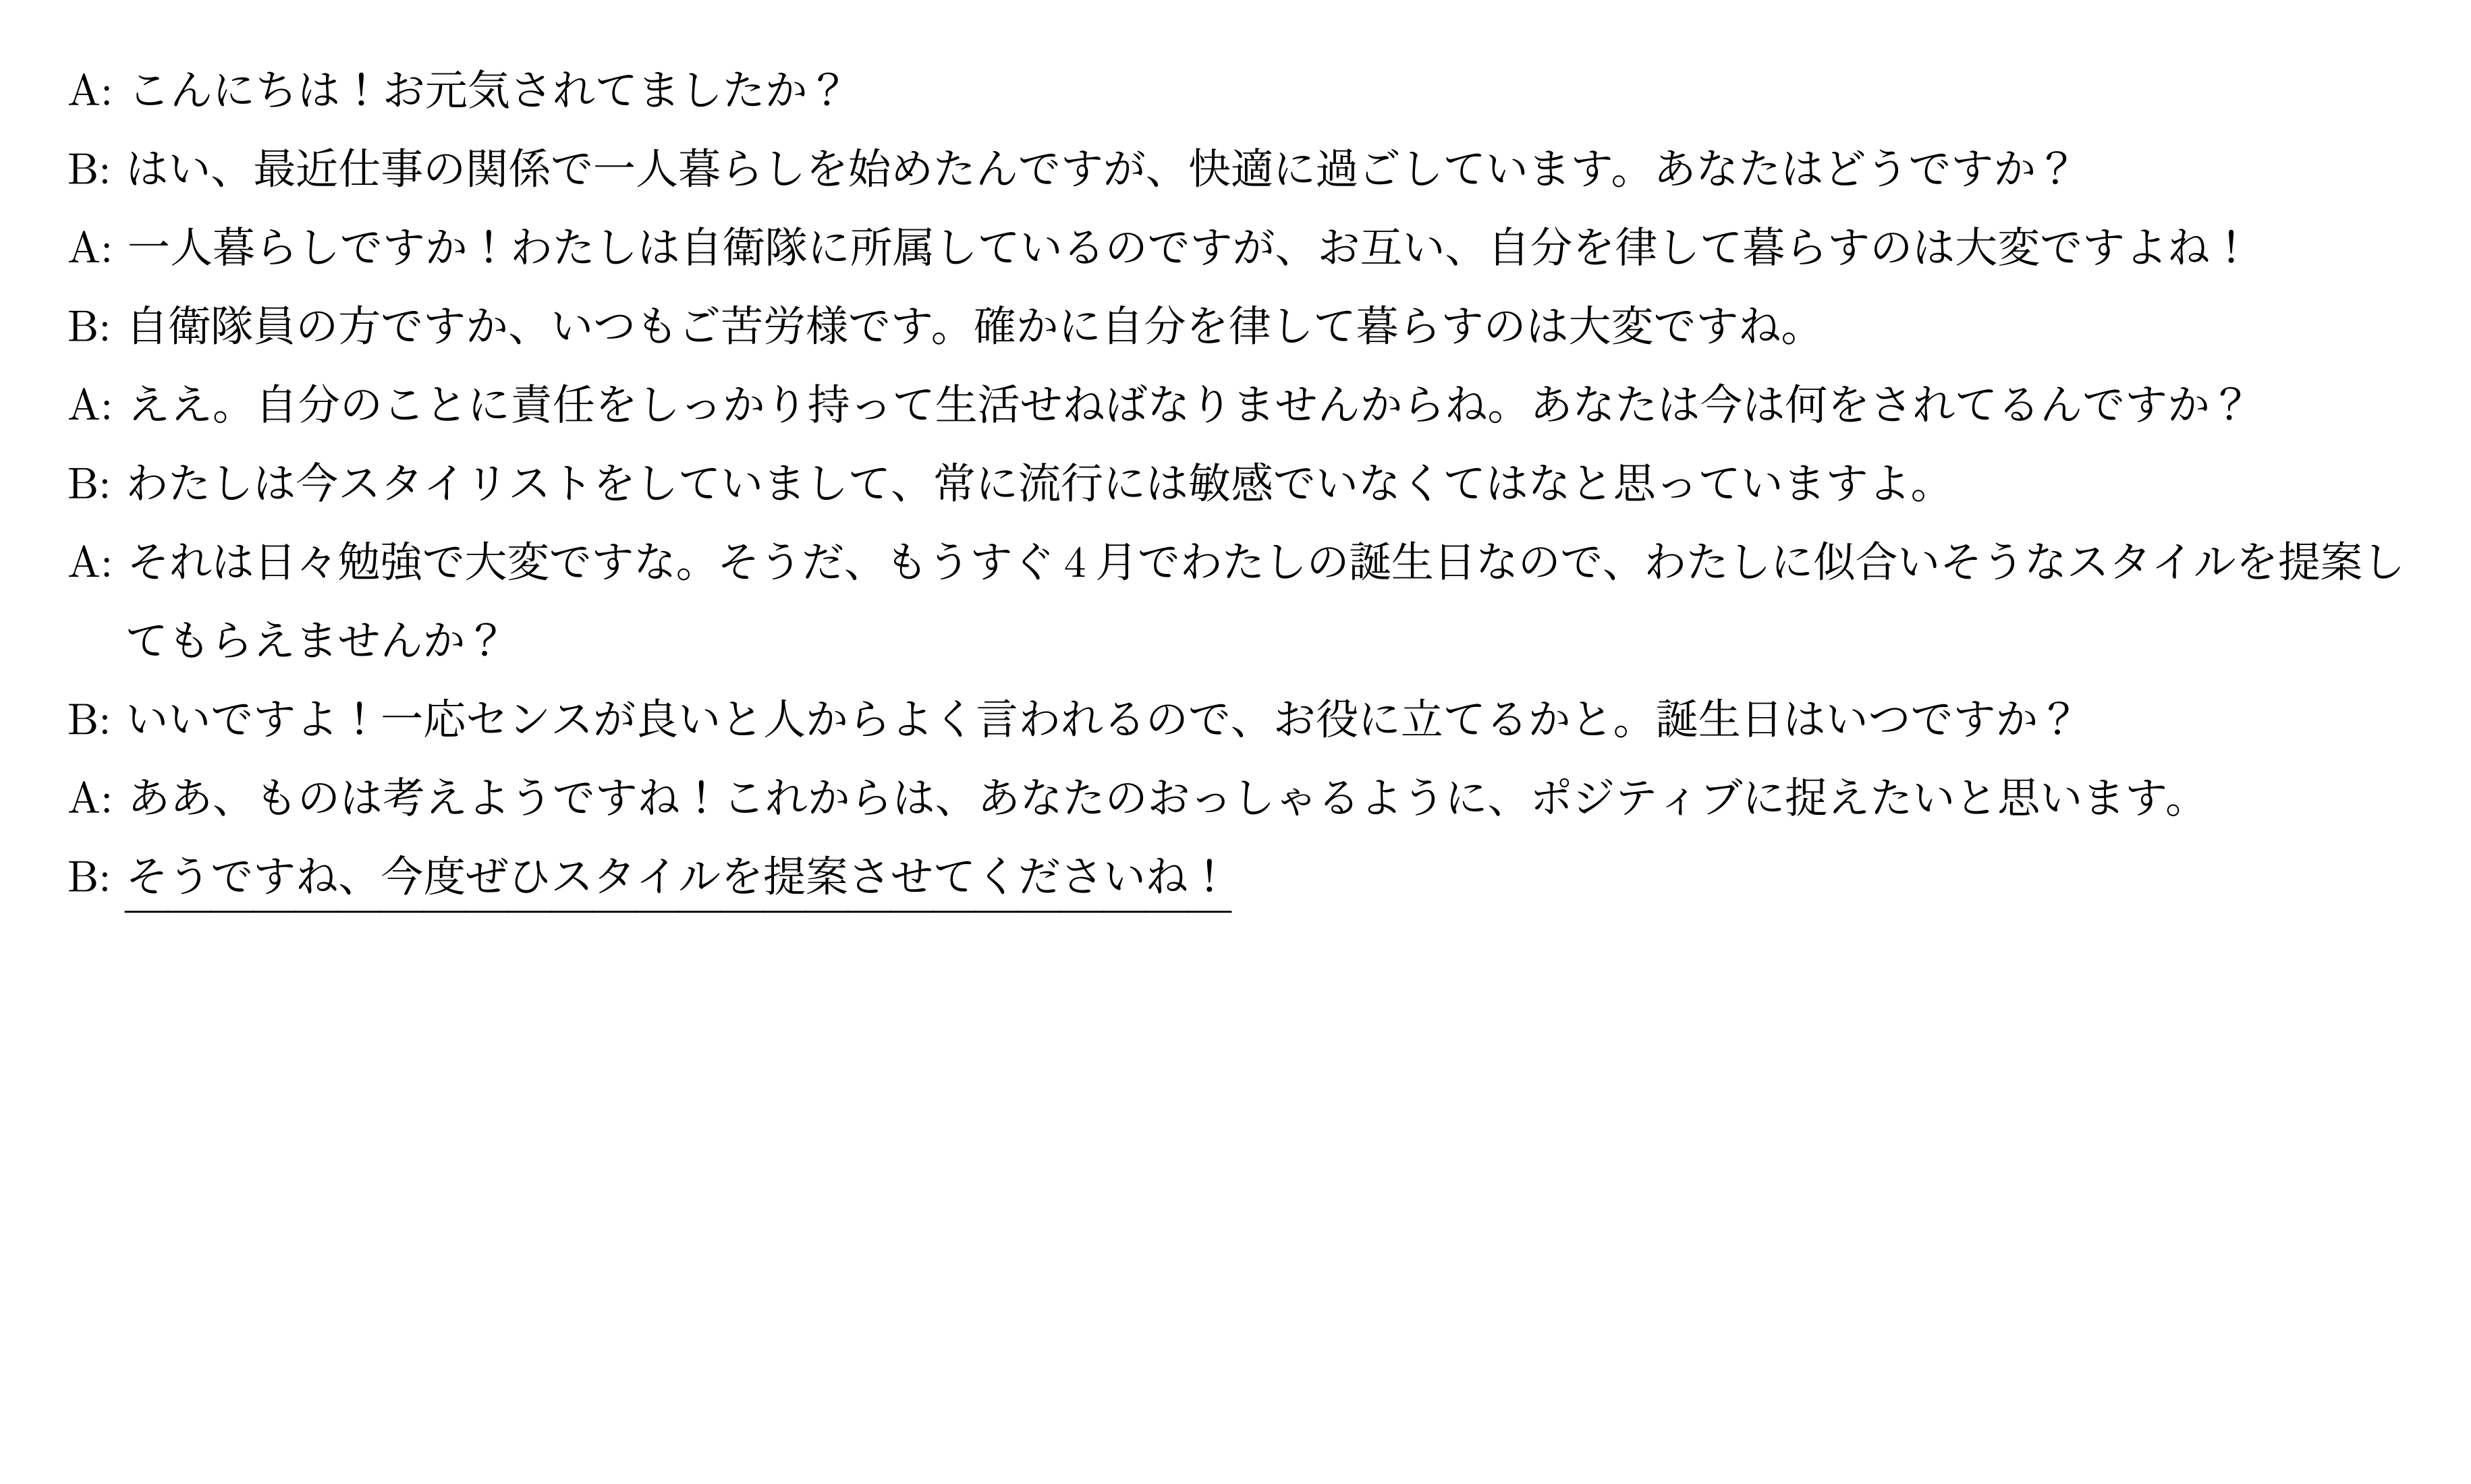 A: こんにちは！お元気されてましたか？
B: はい、最近仕事の関係で一人暮らしを始めたんですが、快適に過ごしています。あなたはどうですか？
A: 一人暮らしですか！わたしは自衛隊に所属しているのですが、お互い、自分を律して暮らすのは大変ですよね！
B: 自衛隊員の方ですか、いつもご苦労様です。確かに自分を律して暮らすのは大変ですね。
A: ええ。自分のことに責任をしっかり持って生活せねばなりませんからね。あなたは今は何をされてるんですか？
B: わたしは今スタイリストをしていまして、常に流行には敏感でいなくてはなと思っていますよ。
A: それは日々勉強で大変ですな。そうだ、もうすぐ 4 月でわたしの誕生日なので、わたしに似合いそうなスタイルを提案し
てもらえませんか？
B: いいですよ！一応センスが良いと人からよく言われるので、お役に立てるかと。誕生日はいつですか？
A: ああ、ものは考えようですね！これからは、あなたのおっしゃるように、ポジティブに捉えたいと思います。
B: そうですね、今度ぜひスタイルを提案させてくださいね！